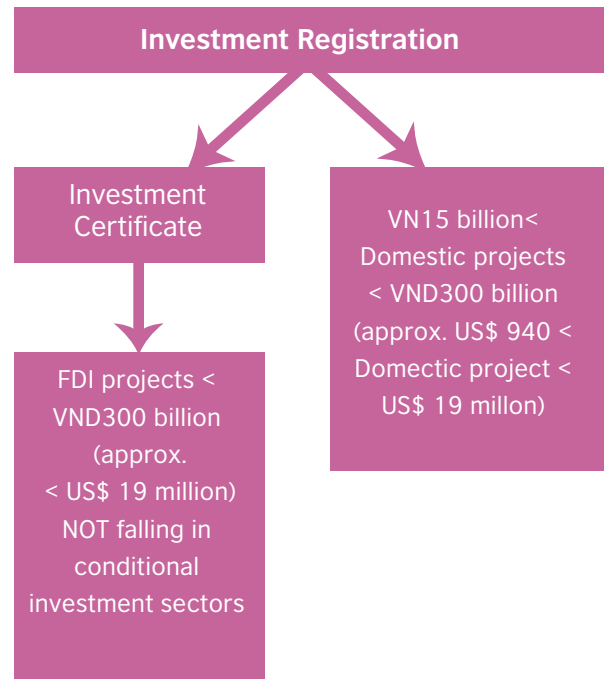 Investment Registration
Investment
Certificate
FDI projects <
VND300 billion
(approx.
< US$ 19 million)
NOT falling in
conditional
investment sectors
VN15 billion<
Domestic projects
< VND300 billion
(approx. US$ 940 <
Domectic project <
US$ 19 millon)